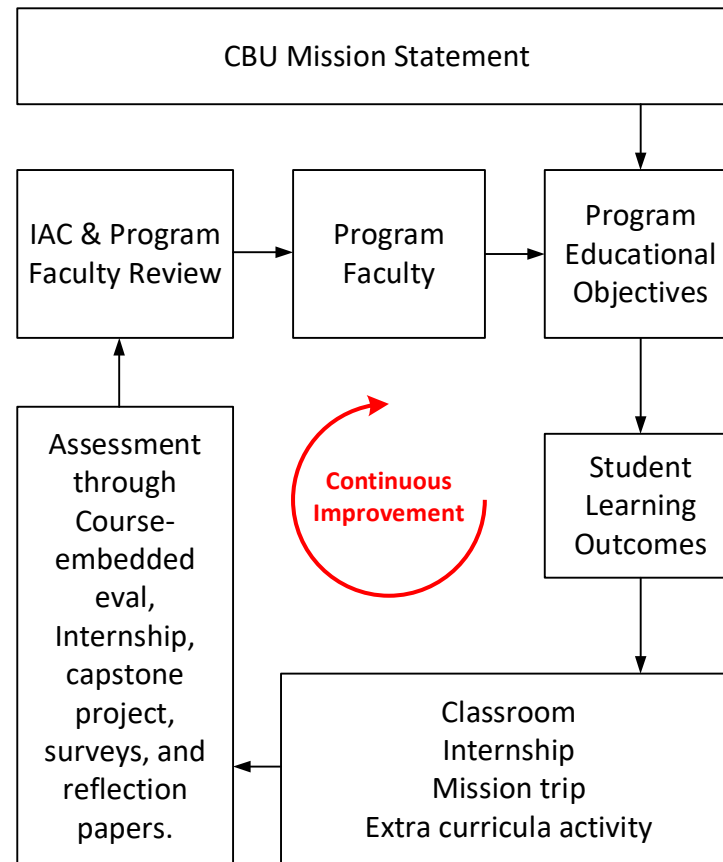 CBU Mission Statement
IAC & Program
Faculty Review
Program
Faculty
Program
Educational
Objectives
Assessment
through
Course-
embedded
eval,
Internship,
capstone
project,
surveys, and
reflection
papers.
Continuous
Improvement
Student
Learning
Outcomes
Classroom
Internship
Mission trip
Extra curricula activity